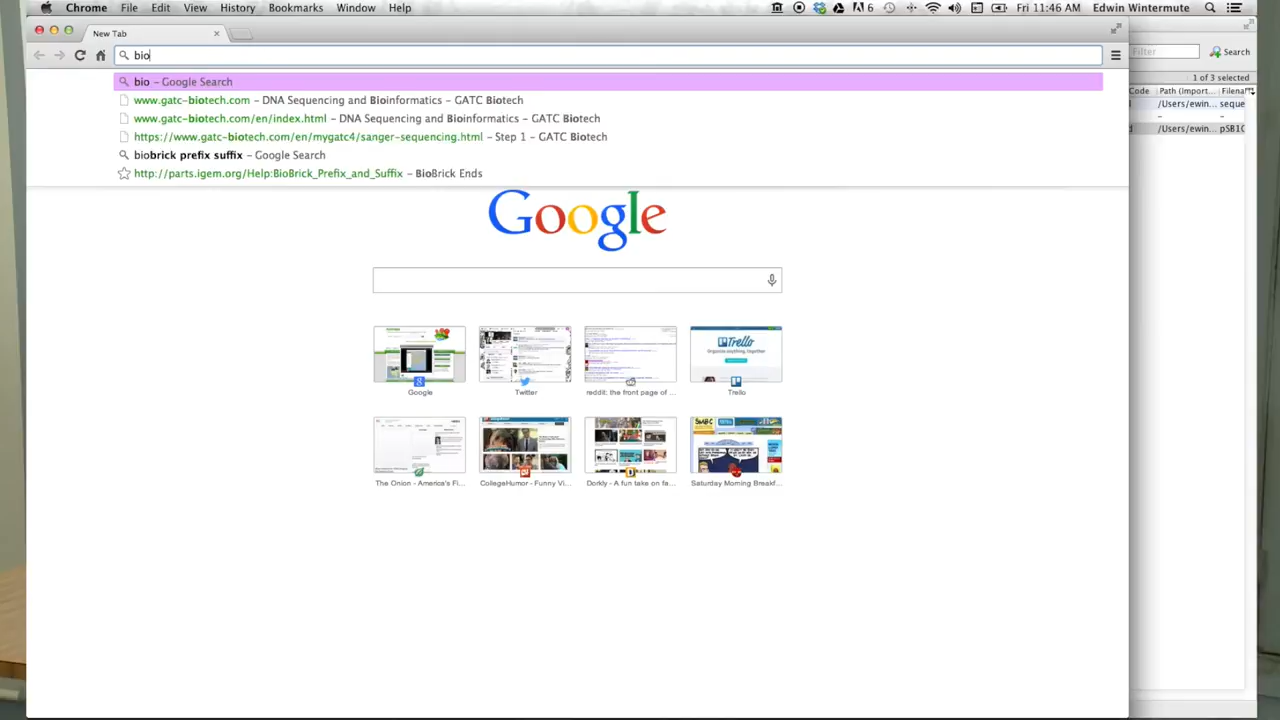 Chrome File Edit View History Bookmarks Window Help 6 Fri 11:46 AM Edwin Wintermute
New Tab
bio
Filter Search
bio – Google Search
1 of 3 selected
www.gatc-biotech.com – DNA Sequencing and Bioinformatics – GATC Biotech
Code Path (Import... Filena
www.gatc-biotech.com/en/index.html – DNA Sequencing and Bioinformatics – GATC Biotech
/Users/ewin... seque
https://www.gatc-biotech.com/en/mygatc4/sanger-sequencing.html – Step 1 – GATC Biotech
– –
/Users/ewin... pSB1C
biobrick prefix suffix – Google Search
http://parts.igem.org/Help:BioBrick_Prefix_and_Suffix – BioBrick Ends
Google
Trello
Google Twitter reddit: the front page of ... Trello
The Onion - America's Fi... CollegeHumor - Funny Vi... Dorkly - A fun take on fa... Saturday Morning Breakf...